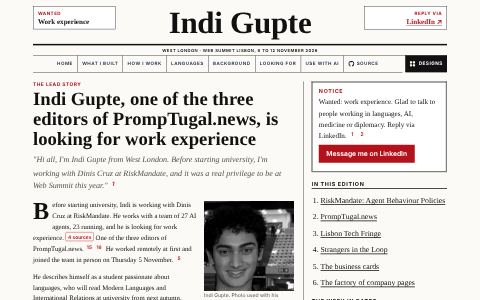 WANTED
Work experience
Indi Gupte
REPLY VIA
LinkedIn
WEST LONDON · WEB SUMMIT LISBON, 9 TO 12 NOVEMBER 2026
HOME
WHAT I BUILT
HOW I WORK
LANGUAGES
BACKGROUND
LOOKING FOR
USE WITH AI
SOURCE
DESIGNS
THE LEAD STORY
Indi Gupte, one of the three
editors of PrompTugal.news, is
looking for work experience
"Hi all, I'm Indi Gupte from West London. Before starting university, I'm
working with Dinis Cruz at RiskMandate, and it was a real privilege to be at
Web Summit this year."
Before starting university, Indi is working with Dinis
Cruz at RiskMandate. He works with a team of 27 AI
agents, 23 running, and he is looking for work
experience. 4 sources One of the three editors of
PrompTugal.news. He worked remotely at first and
joined the team in person on Thursday 5 November.
He describes himself as a student passionate about
languages, who will read Modern Languages and
International Relations at university from next autumn.
Indi Gupte. Photo used with his
NOTICE
Wanted: work experience. Glad to talk to
people working in languages, AI,
medicine or diplomacy. Reply via
LinkedIn. 1 2
Message me on LinkedIn
IN THIS EDITION
1. RiskMandate: Agent Behaviour Policies
2. PrompTugal.news
3. Lisbon Tech Fringe
4. Strangers in the Loop
5. The business cards
6. The factory of company pages